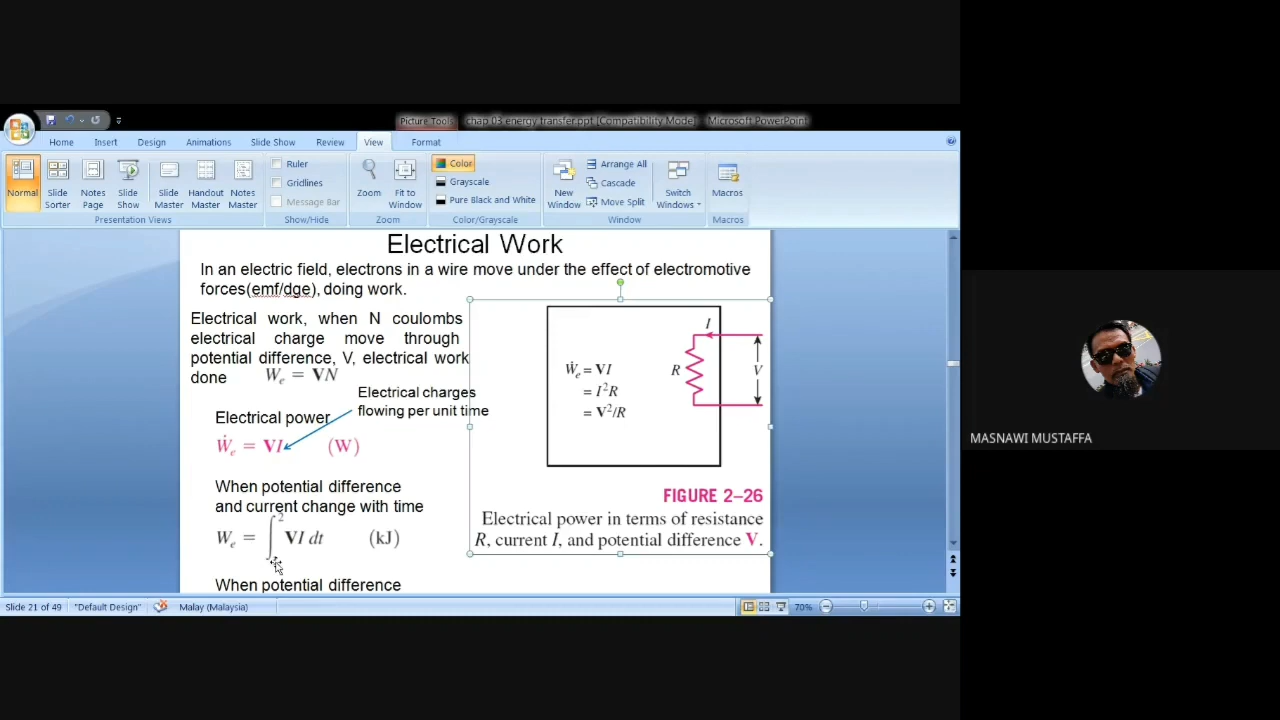 Picture Tools chap 03 energy transfer.ppt [Compatibility Mode] - Microsoft PowerPoint
Home Insert Design Animations Slide Show Review View Format
Normal Slide Sorter Notes Page Slide Show Slide Master Handout Master Notes Master
Ruler
Gridlines
Message Bar
Zoom Fit to Window
Color
Grayscale
Pure Black and White
New Window
Arrange All
Cascade
Move Split
Switch Windows
Macros
Presentation Views Show/Hide Zoom Color/Grayscale Window Macros
Electrical Work
In an electric field, electrons in a wire move under the effect of electromotive
forces(emf/dge), doing work.
Electrical work, when N coulombs
electrical charge move through
potential difference, V, electrical work
done Wₑ = VN
Electrical charges
flowing per unit time
Electrical power
Ẇₑ = VI (W)
When potential difference
and current change with time
Wₑ = ∫² VI dt (kJ)
When potential difference
I
Ẇₑ = VI
= I²R
= V²/R
R
V
FIGURE 2–26
Electrical power in terms of resistance
R, current I, and potential difference V.
Slide 21 of 49 "Default Design" Malay (Malaysia) 70%
MASNAWI MUSTAFFA